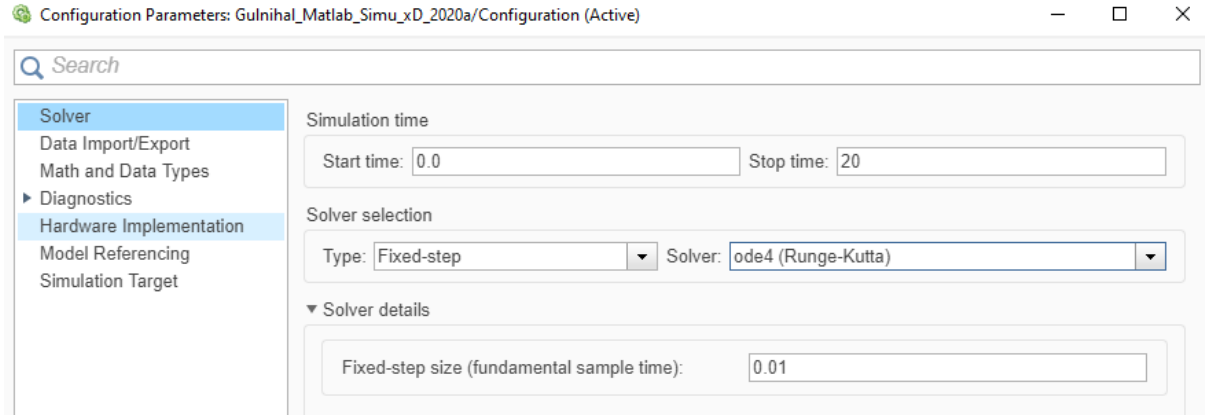 Configuration Parameters: Gulnihal_Matlab_Simu_xD_2020a/Configuration (Active)
Search
Solver
Data Import/Export
Math and Data Types
Diagnostics
Hardware Implementation
Model Referencing
Simulation Target
Simulation time
Start time: 0.0 Stop time: 20
Solver selection
Type: Fixed-step Solver: ode4 (Runge-Kutta)
Solver details
Fixed-step size (fundamental sample time): 0.01